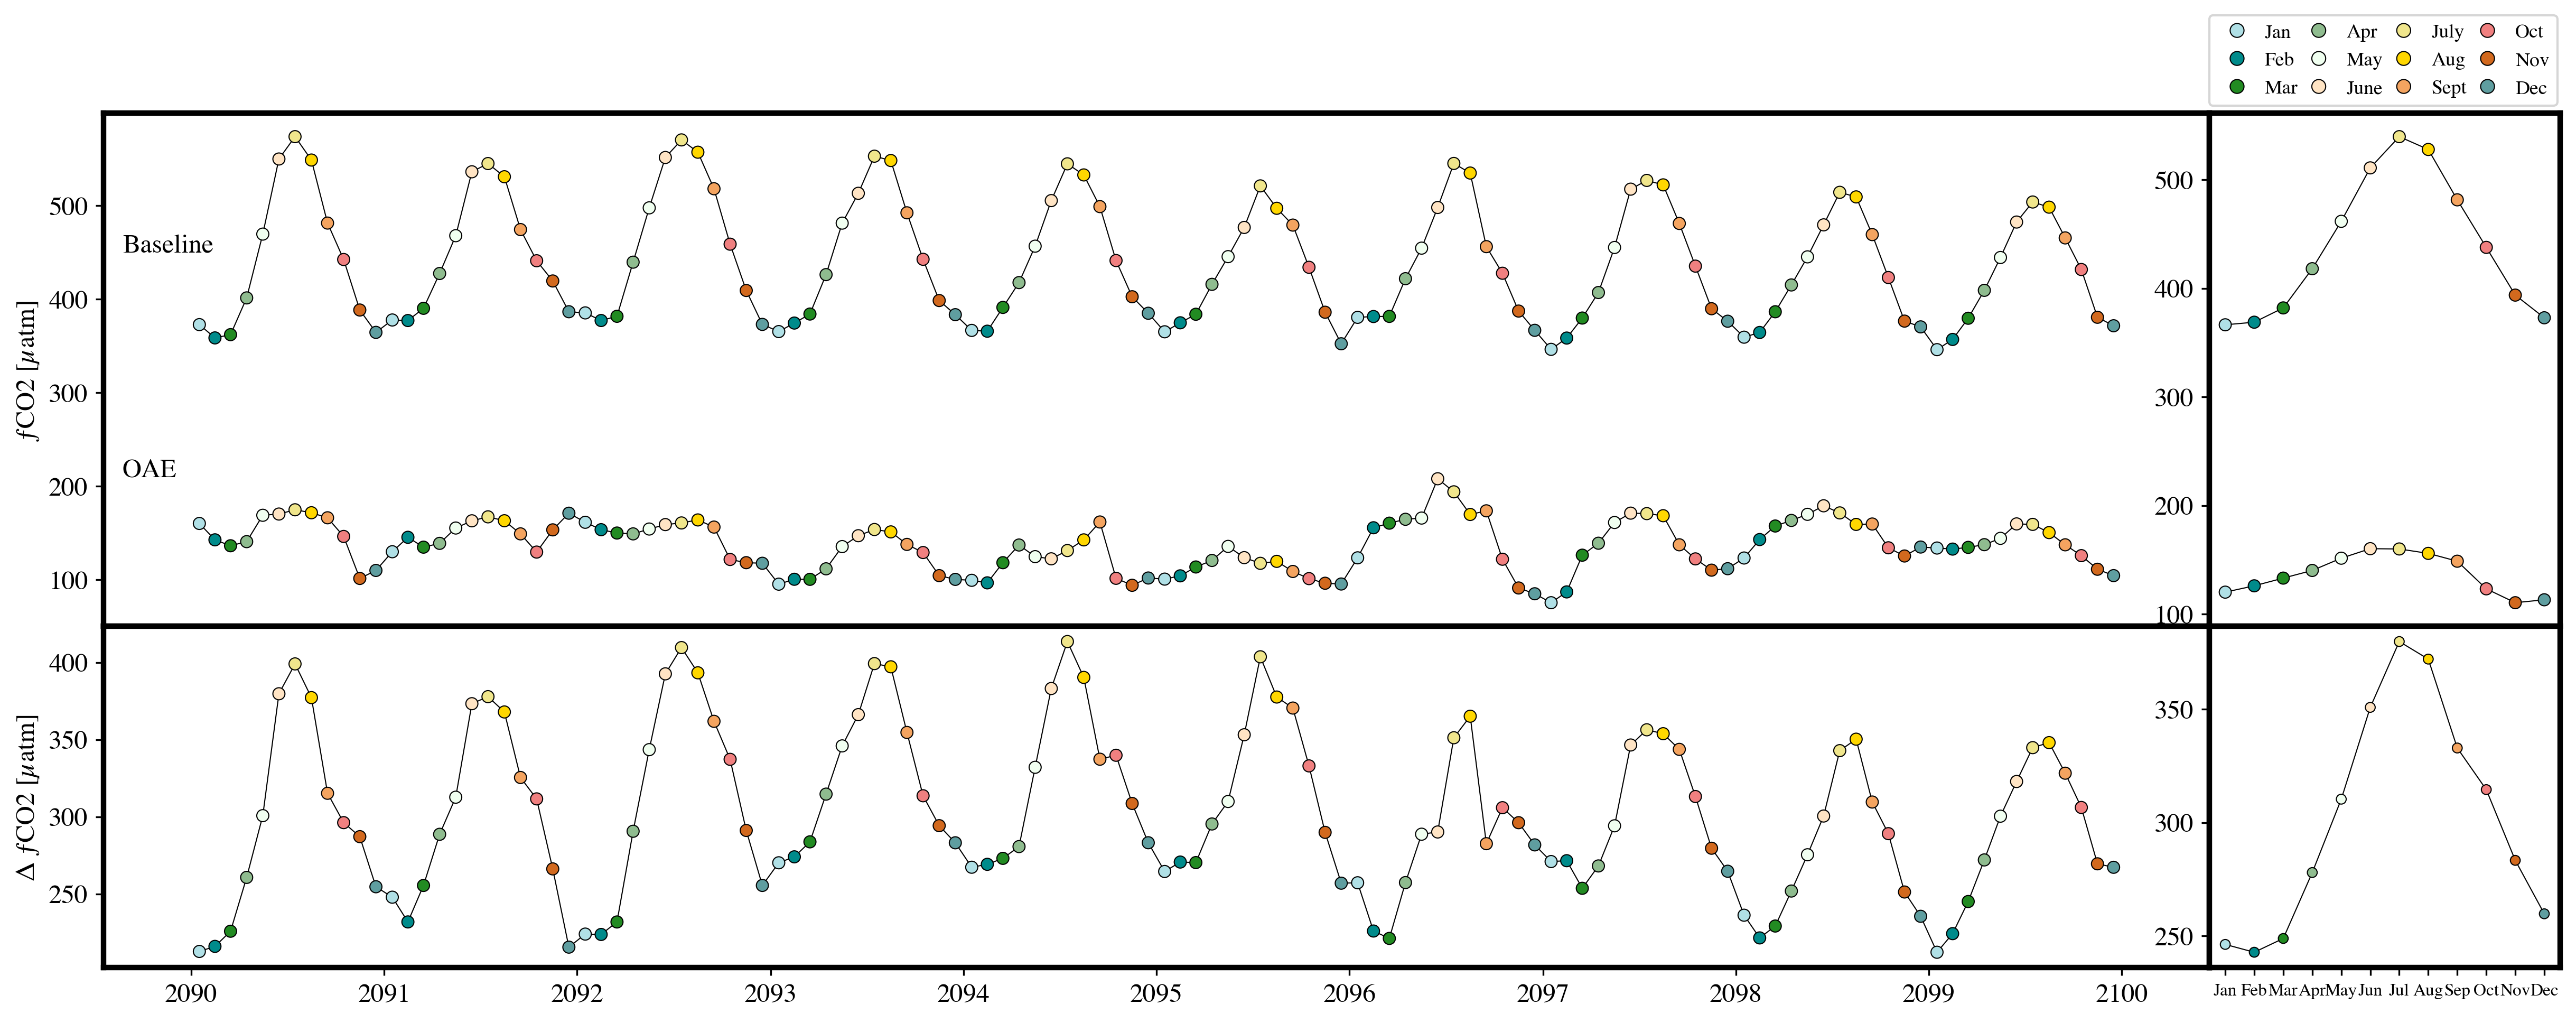 Jan Apr July Oct
Feb May Aug Nov
Mar June Sept Dec
500
400
300
200
100
fCO2 [μatm]
Baseline
OAE
500
400
300
200
100
400
350
300
250
Δ fCO2 [μatm]
350
300
250
2090 2091 2092 2093 2094 2095 2096 2097 2098 2099 2100
Jan Feb Mar Apr May Jun Jul Aug Sep Oct Nov Dec